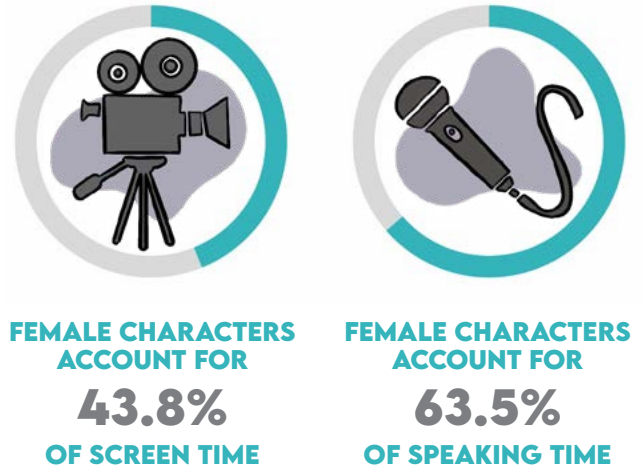 FEMALE CHARACTERS
ACCOUNT FOR
43.8%
OF SCREEN TIME
FEMALE CHARACTERS
ACCOUNT FOR
63.5%
OF SPEAKING TIME